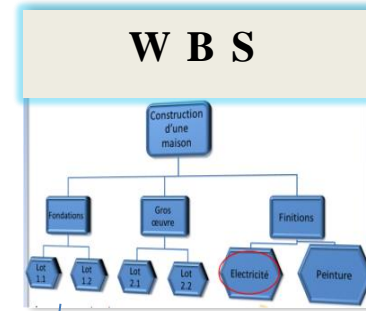 W B S
Construction
d'une
maison
Fondations
Gros
œuvre
Finitions
Lot
1.1
Lot
1.2
Lot
2.1
Lot
2.2
Electricité
Peinture